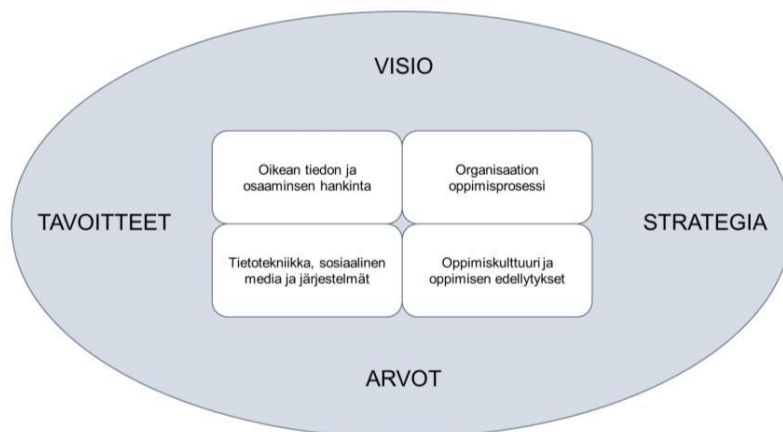 VISIO
Oikean tiedon ja
osaaminsen hankinta
Organisaation
oppimisprosessi
TAVOITTEET
STRATEGIA
Tietotekniikka, sosiaalinen
media ja järjestelmät
Oppimiskulttuuri ja
oppimisen edellytykset
ARVOT